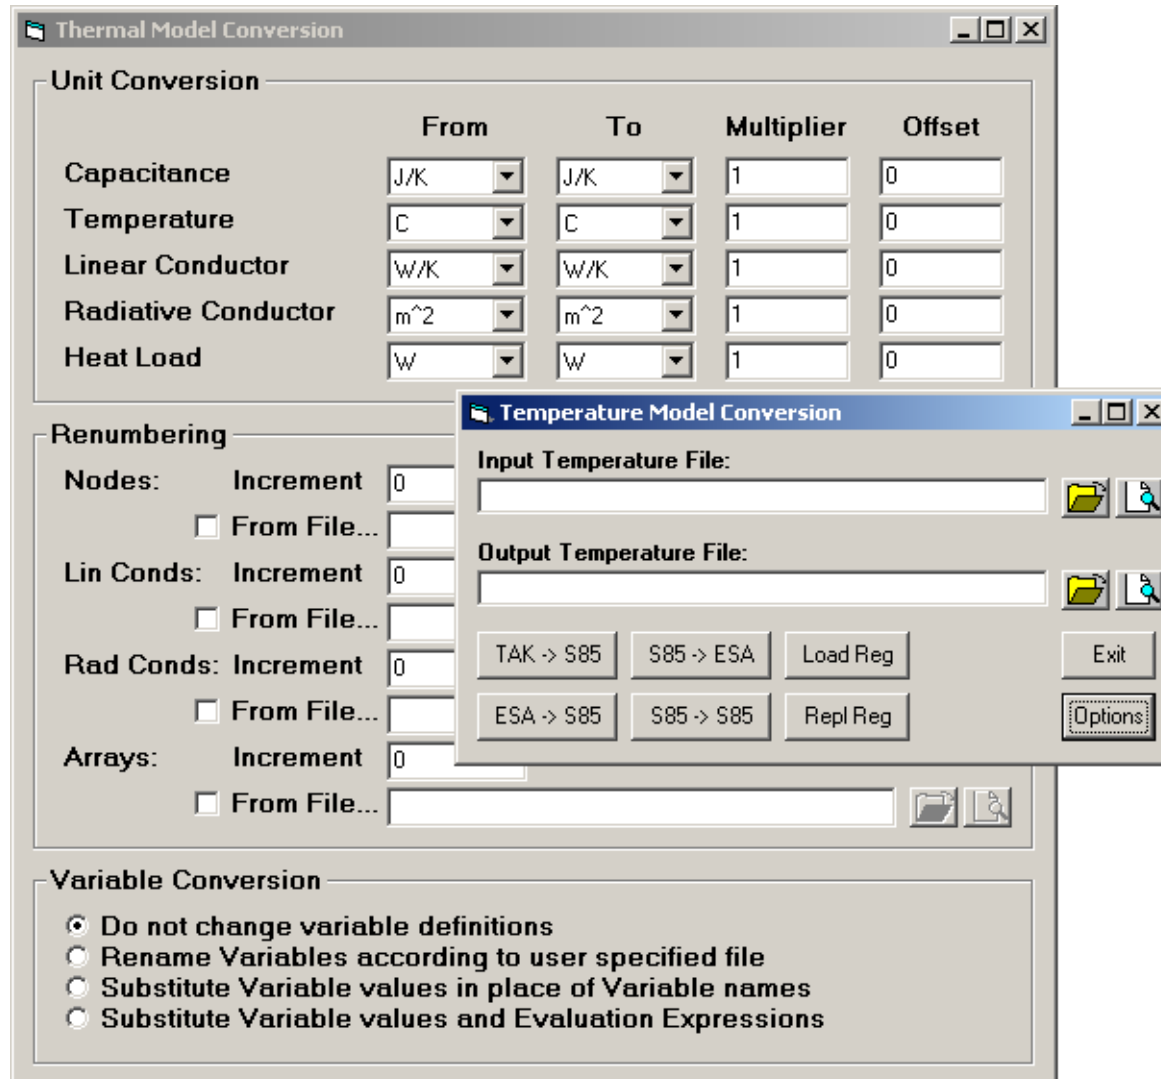 Thermal Model Conversion
Unit Conversion
From To Multiplier Offset
Capacitance J/K J/K 1 0
Temperature C C 1 0
Linear Conductor W/K W/K 1 0
Radiative Conductor m^2 m^2 1 0
Heat Load W W 1 0
Renumbering
Nodes: Increment 0
From File...
Lin Conds: Increment 0
From File...
Rad Conds: Increment 0
From File...
Arrays: Increment 0
From File...
Temperature Model Conversion
Input Temperature File:
Output Temperature File:
TAK -> S85 S85 -> ESA Load Reg Exit
ESA -> S85 S85 -> S85 Repl Reg Options
Variable Conversion
Do not change variable definitions
Rename Variables according to user specified file
Substitute Variable values in place of Variable names
Substitute Variable values and Evaluation Expressions